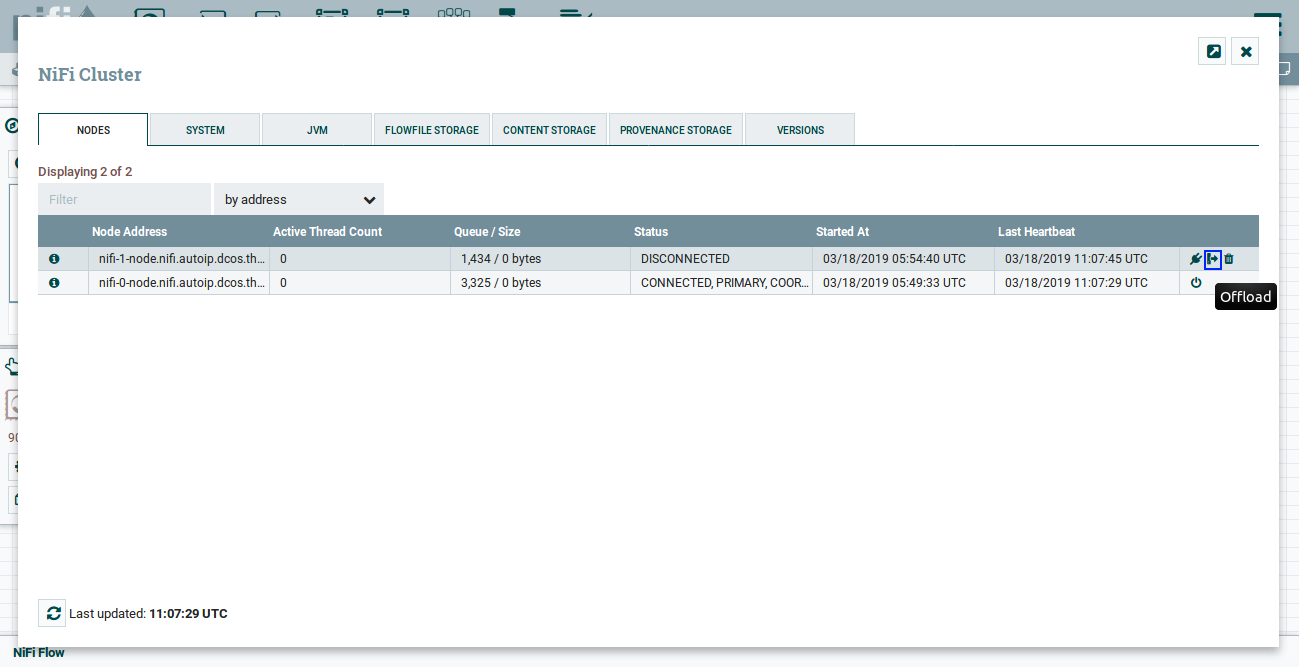 nifi
NiFi Cluster
NODES SYSTEM JVM FLOWFILE STORAGE CONTENT STORAGE PROVENANCE STORAGE VERSIONS
Displaying 2 of 2
Filter by address
Node Address Active Thread Count Queue / Size Status Started At Last Heartbeat
nifi-1-node.nifi.autoip.dcos.th... 0 1,434 / 0 bytes DISCONNECTED 03/18/2019 05:54:40 UTC 03/18/2019 11:07:45 UTC
nifi-0-node.nifi.autoip.dcos.th... 0 3,325 / 0 bytes CONNECTED, PRIMARY, COOR... 03/18/2019 05:49:33 UTC 03/18/2019 11:07:29 UTC
Offload
Last updated: 11:07:29 UTC
NiFi Flow